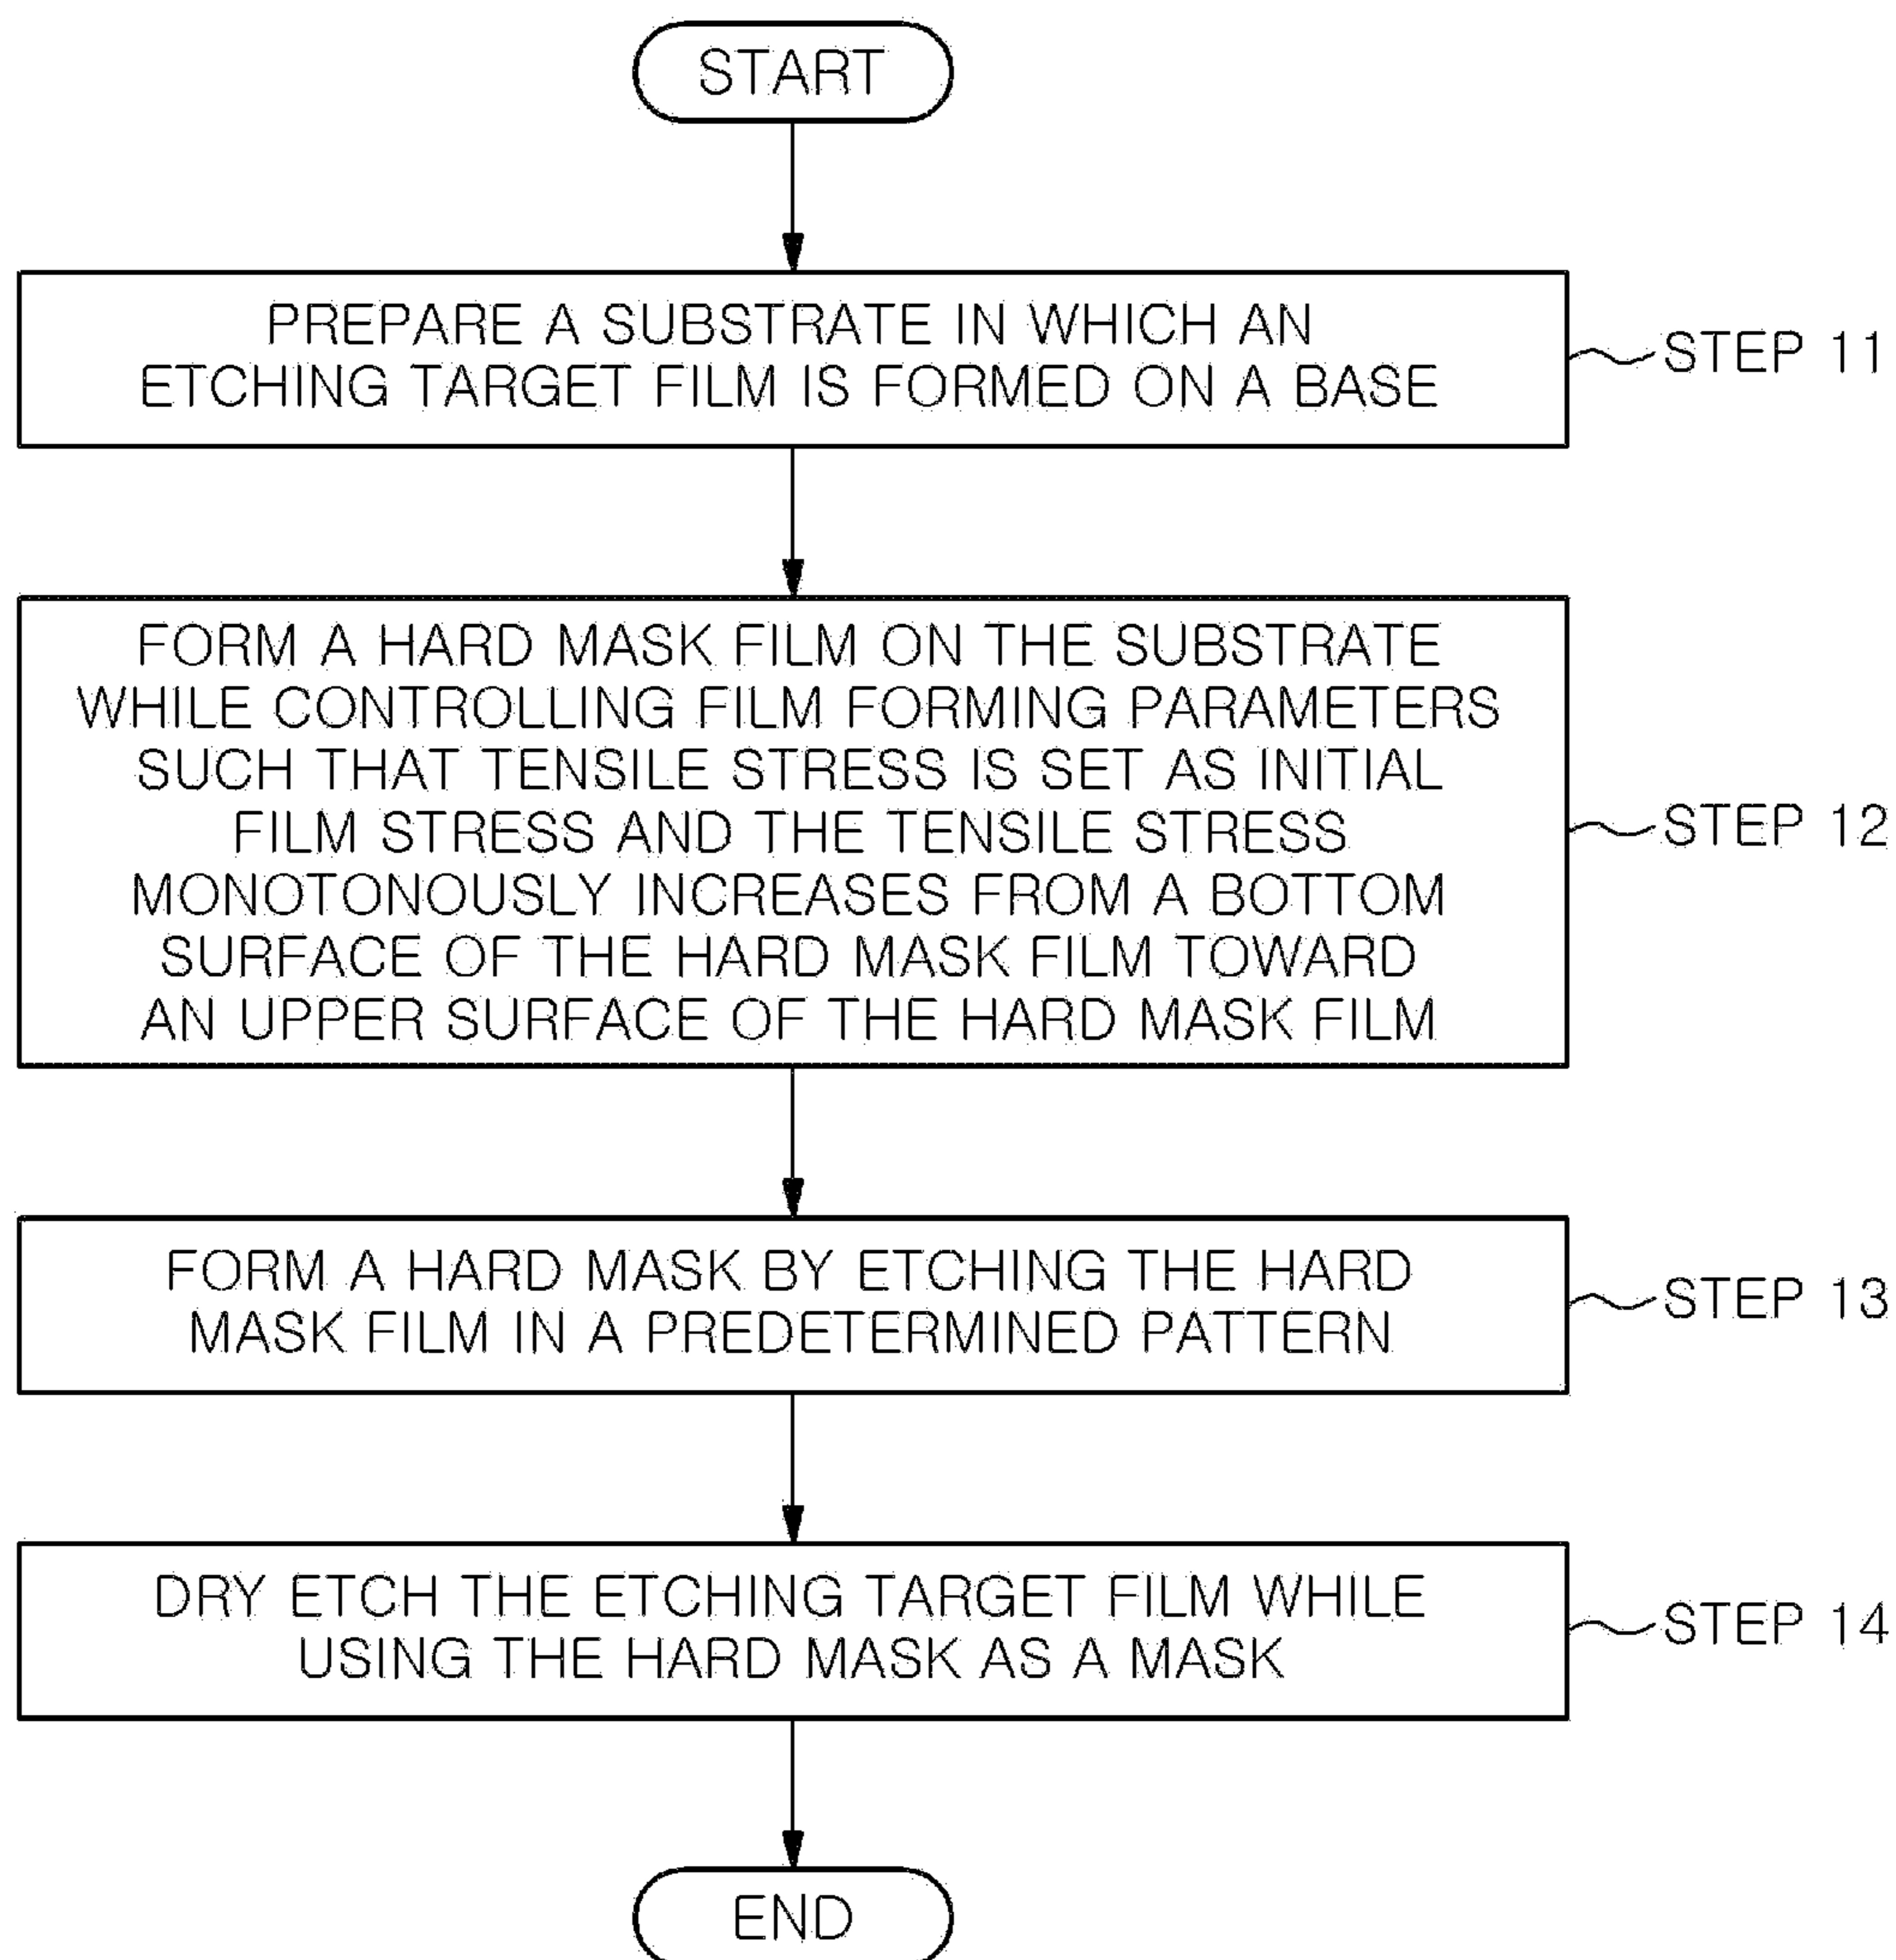 START
PREPARE A SUBSTRATE IN WHICH AN
ETCHING TARGET FILM IS FORMED ON A BASE
STEP 11
FORM A HARD MASK FILM ON THE SUBSTRATE
WHILE CONTROLLING FILM FORMING PARAMETERS
SUCH THAT TENSILE STRESS IS SET AS INITIAL
FILM STRESS AND THE TENSILE STRESS
MONOTONOUSLY INCREASES FROM A BOTTOM
SURFACE OF THE HARD MASK FILM TOWARD
AN UPPER SURFACE OF THE HARD MASK FILM
STEP 12
FORM A HARD MASK BY ETCHING THE HARD
MASK FILM IN A PREDETERMINED PATTERN
STEP 13
DRY ETCH THE ETCHING TARGET FILM WHILE
USING THE HARD MASK AS A MASK
STEP 14
END